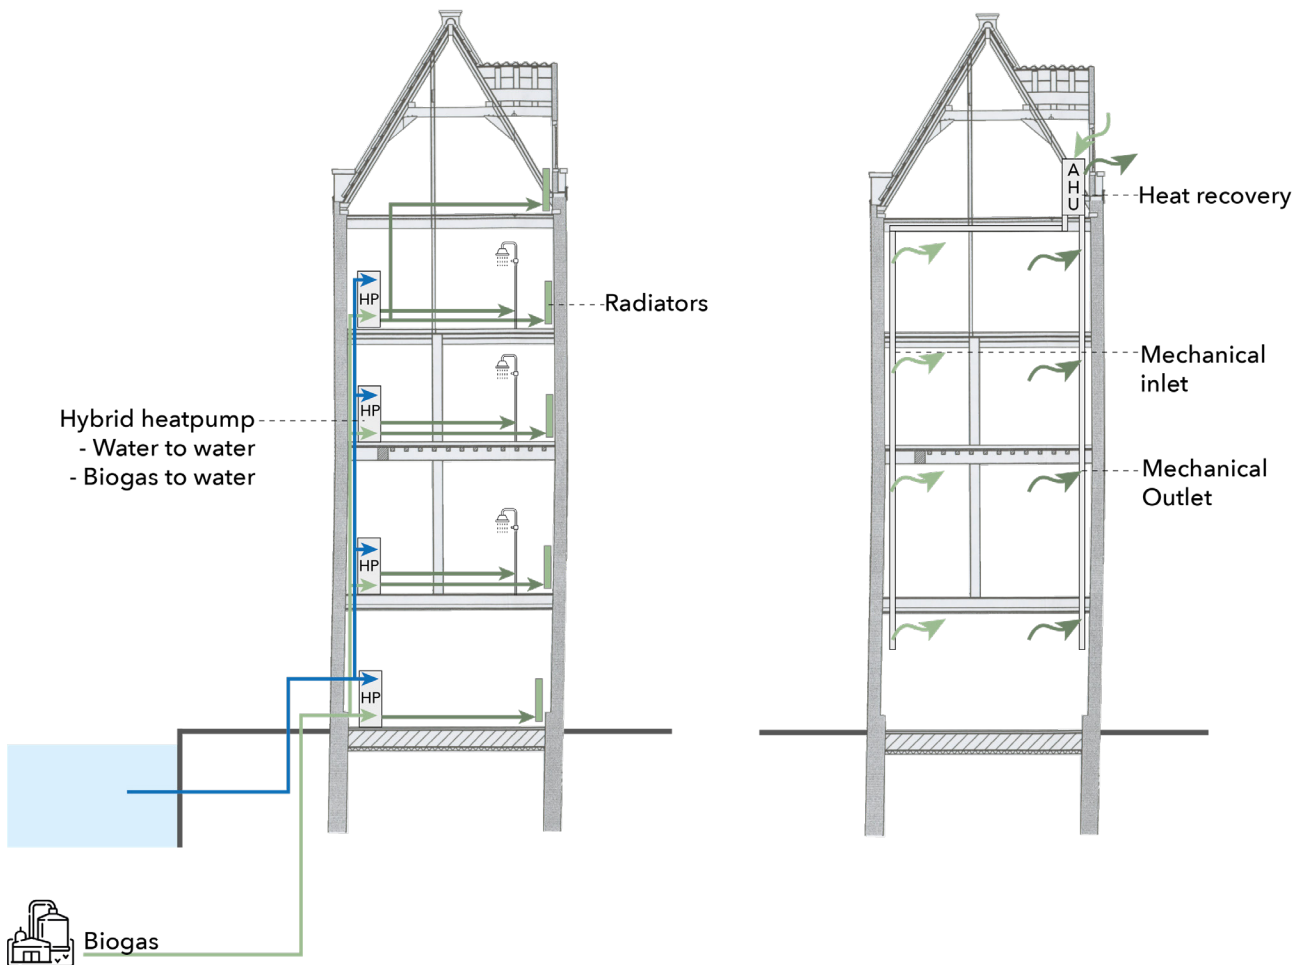 HP
Radiators
HP
Hybrid heatpump
- Water to water
- Biogas to water
HP
HP
Biogas
A
H
U
Heat recovery
Mechanical
inlet
Mechanical
Outlet